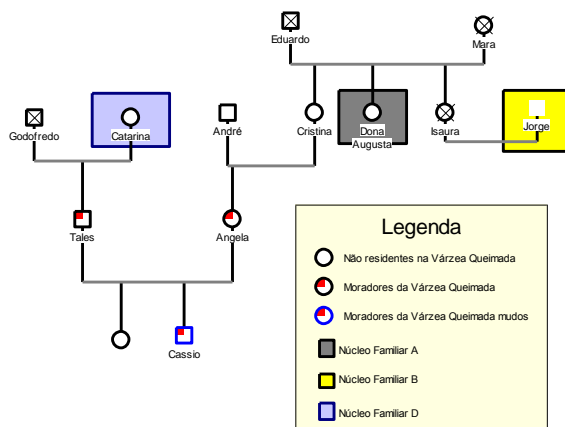 Eduardo
Mara
Godofredo
Catarina
André
Cristina
Dona
Augusta
Isaura
Jorge
Tales
Angela
Cassio
Legenda
Não residentes na Várzea Queimada
Moradores da Várzea Queimada
Moradores da Várzea Queimada mudos
Núcleo Familiar A
Núcleo Familiar B
Núcleo Familiar D